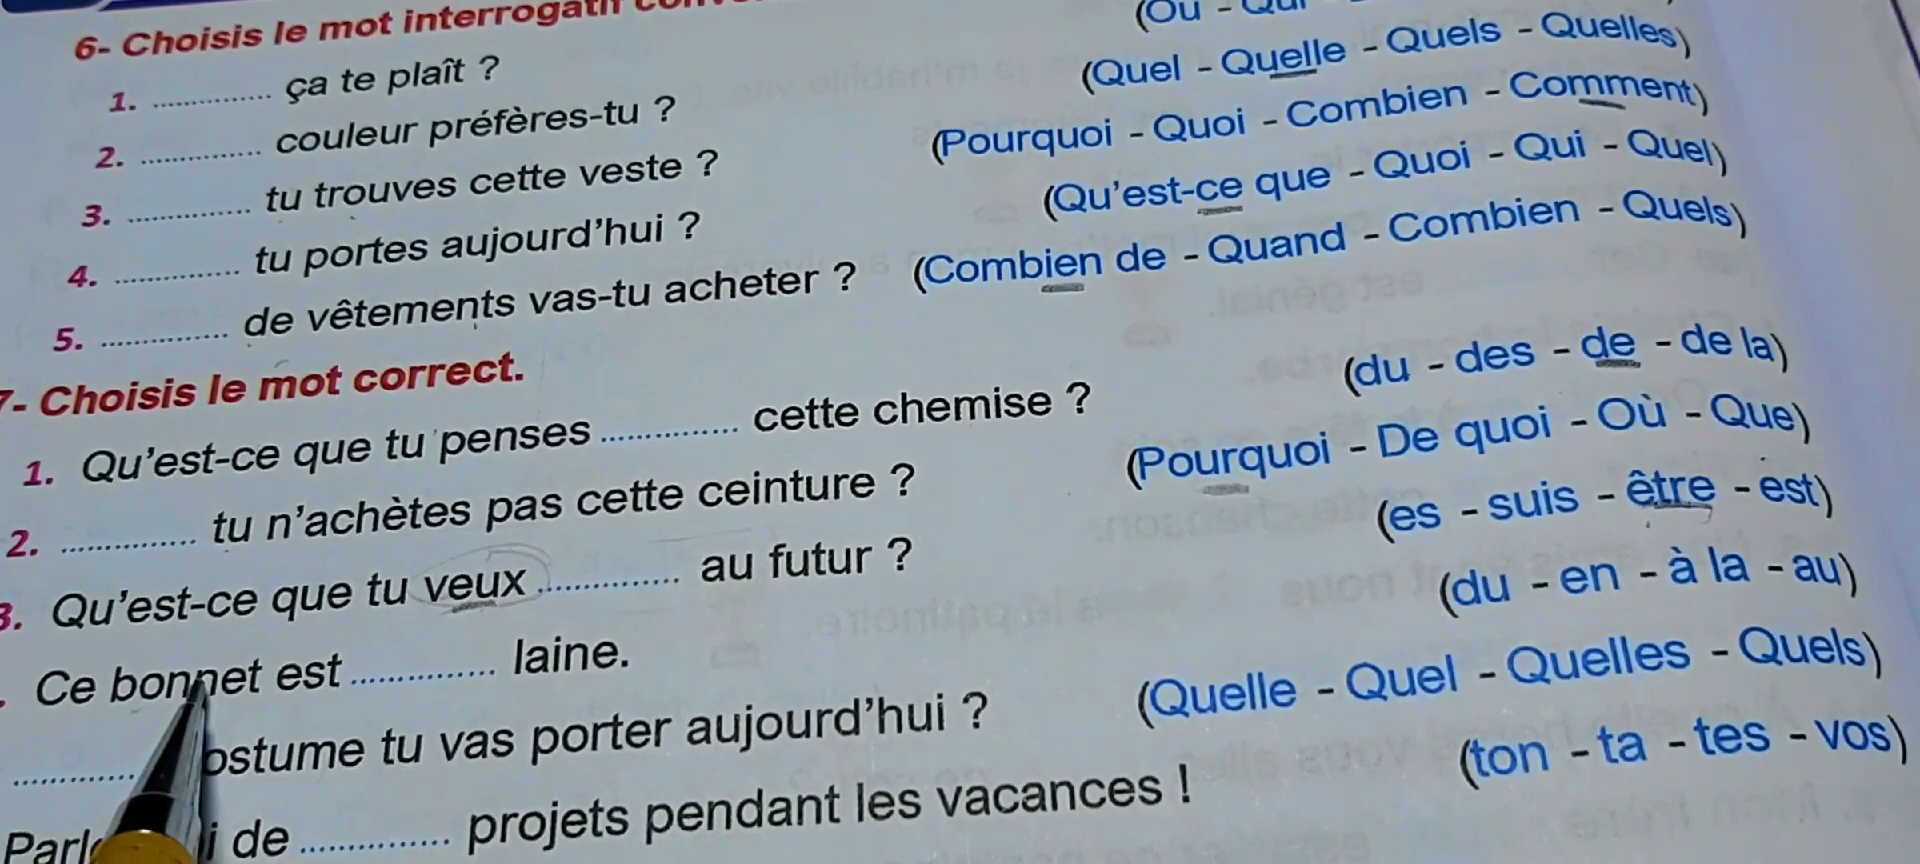 6- Choisis le mot interrogatif
1. ............ ça te plaît ? (Où - Qui
2. ............ couleur préfères-tu ? (Quel - Quelle - Quels - Quelles)
3. ............ tu trouves cette veste ? (Pourquoi - Quoi - Combien - Comment)
4. ............ tu portes aujourd'hui ? (Qu'est-ce que - Quoi - Qui - Quel)
5. ............ de vêtements vas-tu acheter ? (Combien de - Quand - Combien - Quels)
7- Choisis le mot correct.
1. Qu'est-ce que tu penses ............ cette chemise ? (du - des - de - de la)
2. ............ tu n'achètes pas cette ceinture ? (Pourquoi - De quoi - Où - Que)
3. Qu'est-ce que tu veux ............ au futur ? (es - suis - être - est)
. Ce bonnet est ............ laine. (du - en - à la - au)
............ ostume tu vas porter aujourd'hui ? (Quelle - Quel - Quelles - Quels)
Parl i de ............ projets pendant les vacances ! (ton - ta - tes - vos)